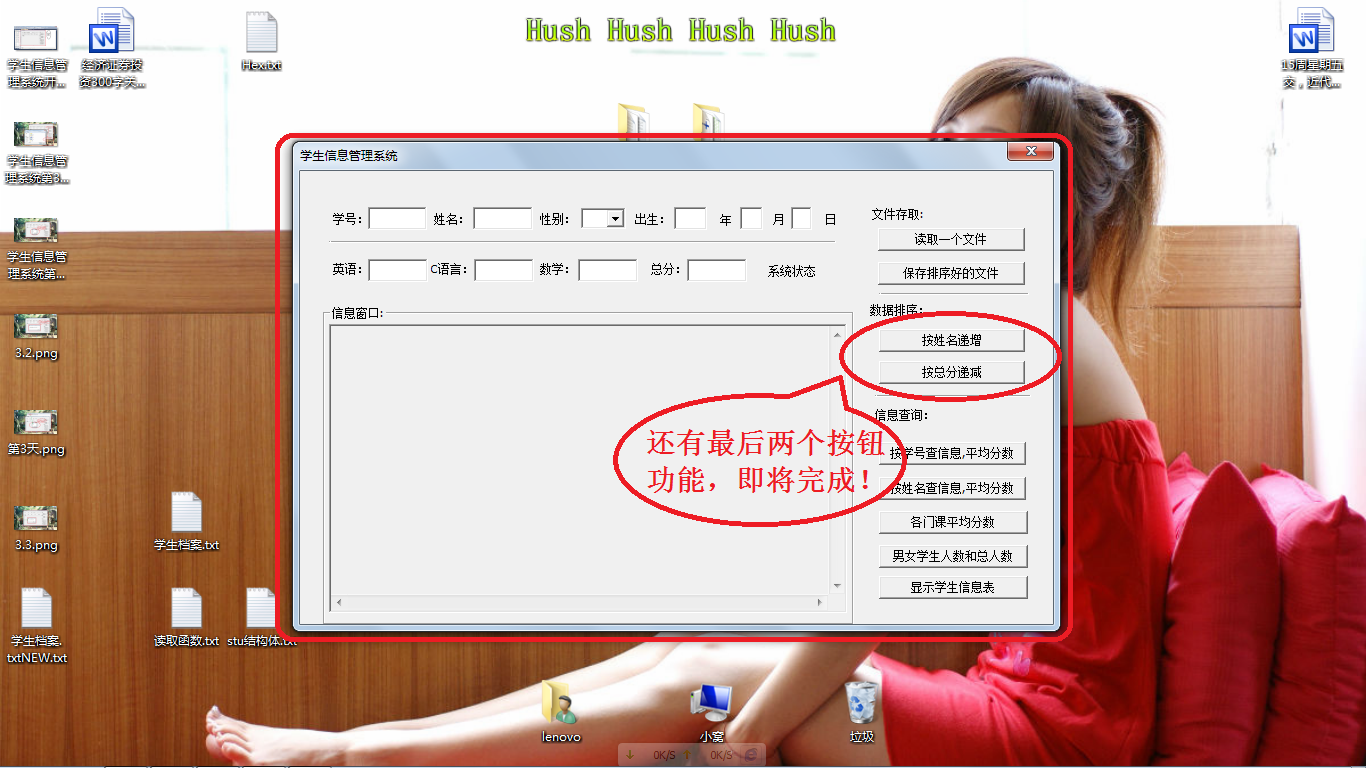 Hush Hush Hush Hush
学生信息管
理系统开...
经济证券投
资300字关...
Hex.txt
15周星期五
交，近代...
学生信息管
理系统第3...
学生信息管
理系统第...
3.2.png
第3天.png
3.3.png
学生档案.txt
学生档案.
txtNEW.txt
读取函数.txt
stu结构体.txt
学生信息管理系统
学号:
姓名:
性别:
出生:
年
月
日
英语:
C语言:
数学:
总分:
系统状态
信息窗口:
文件存取:
读取一个文件
保存排序好的文件
数据排序:
按姓名递增
按总分递减
信息查询:
按学号查信息,平均分数
按姓名查信息,平均分数
各门课平均分数
男女学生人数和总人数
显示学生信息表
还有最后两个按钮
功能，即将完成！
lenovo
小窝
垃圾
0K/S
0K/S